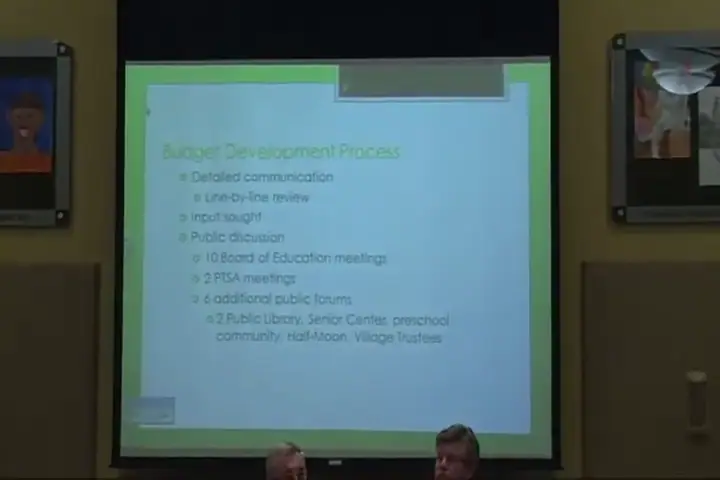 Budget Development Process
Detailed communication
Line-by-line review
Input sought
Public discussion
10 Board of Education meetings
2 PTSA meetings
6 additional public forums
2 Public Library, Senior Center, preschool
community, Half-Moon, Village Trustees